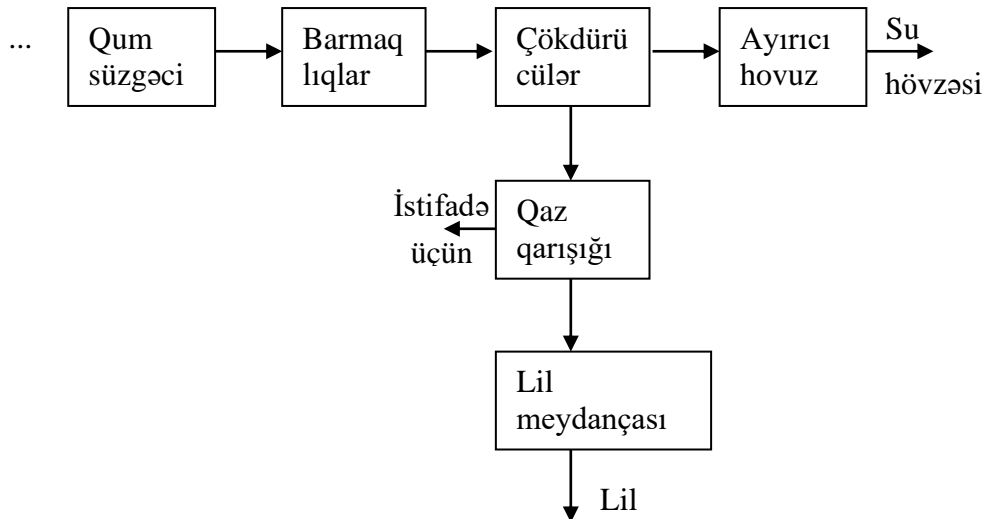 ...
Qum
süzgəci
Barmaq
lıqlar
Çökdürü
cülər
Ayırıcı
hovuz
Su
hövzəsi
İstifadə
üçün
Qaz
qarışığı
Lil
meydançası
Lil